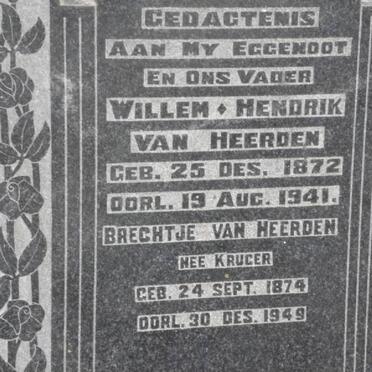 GEDACTENIS
AAN MY EGGENOOT
EN ONS VADER
WILLEM • HENDRIK
VAN HEERDEN
GEB. 25 DES. 1872
OORL. 19 AUG. 1941.
BRECHTJE VAN HEERDEN
NEE KRUGER
GEB. 24 SEPT. 1874
OORL. 30 DES. 1949